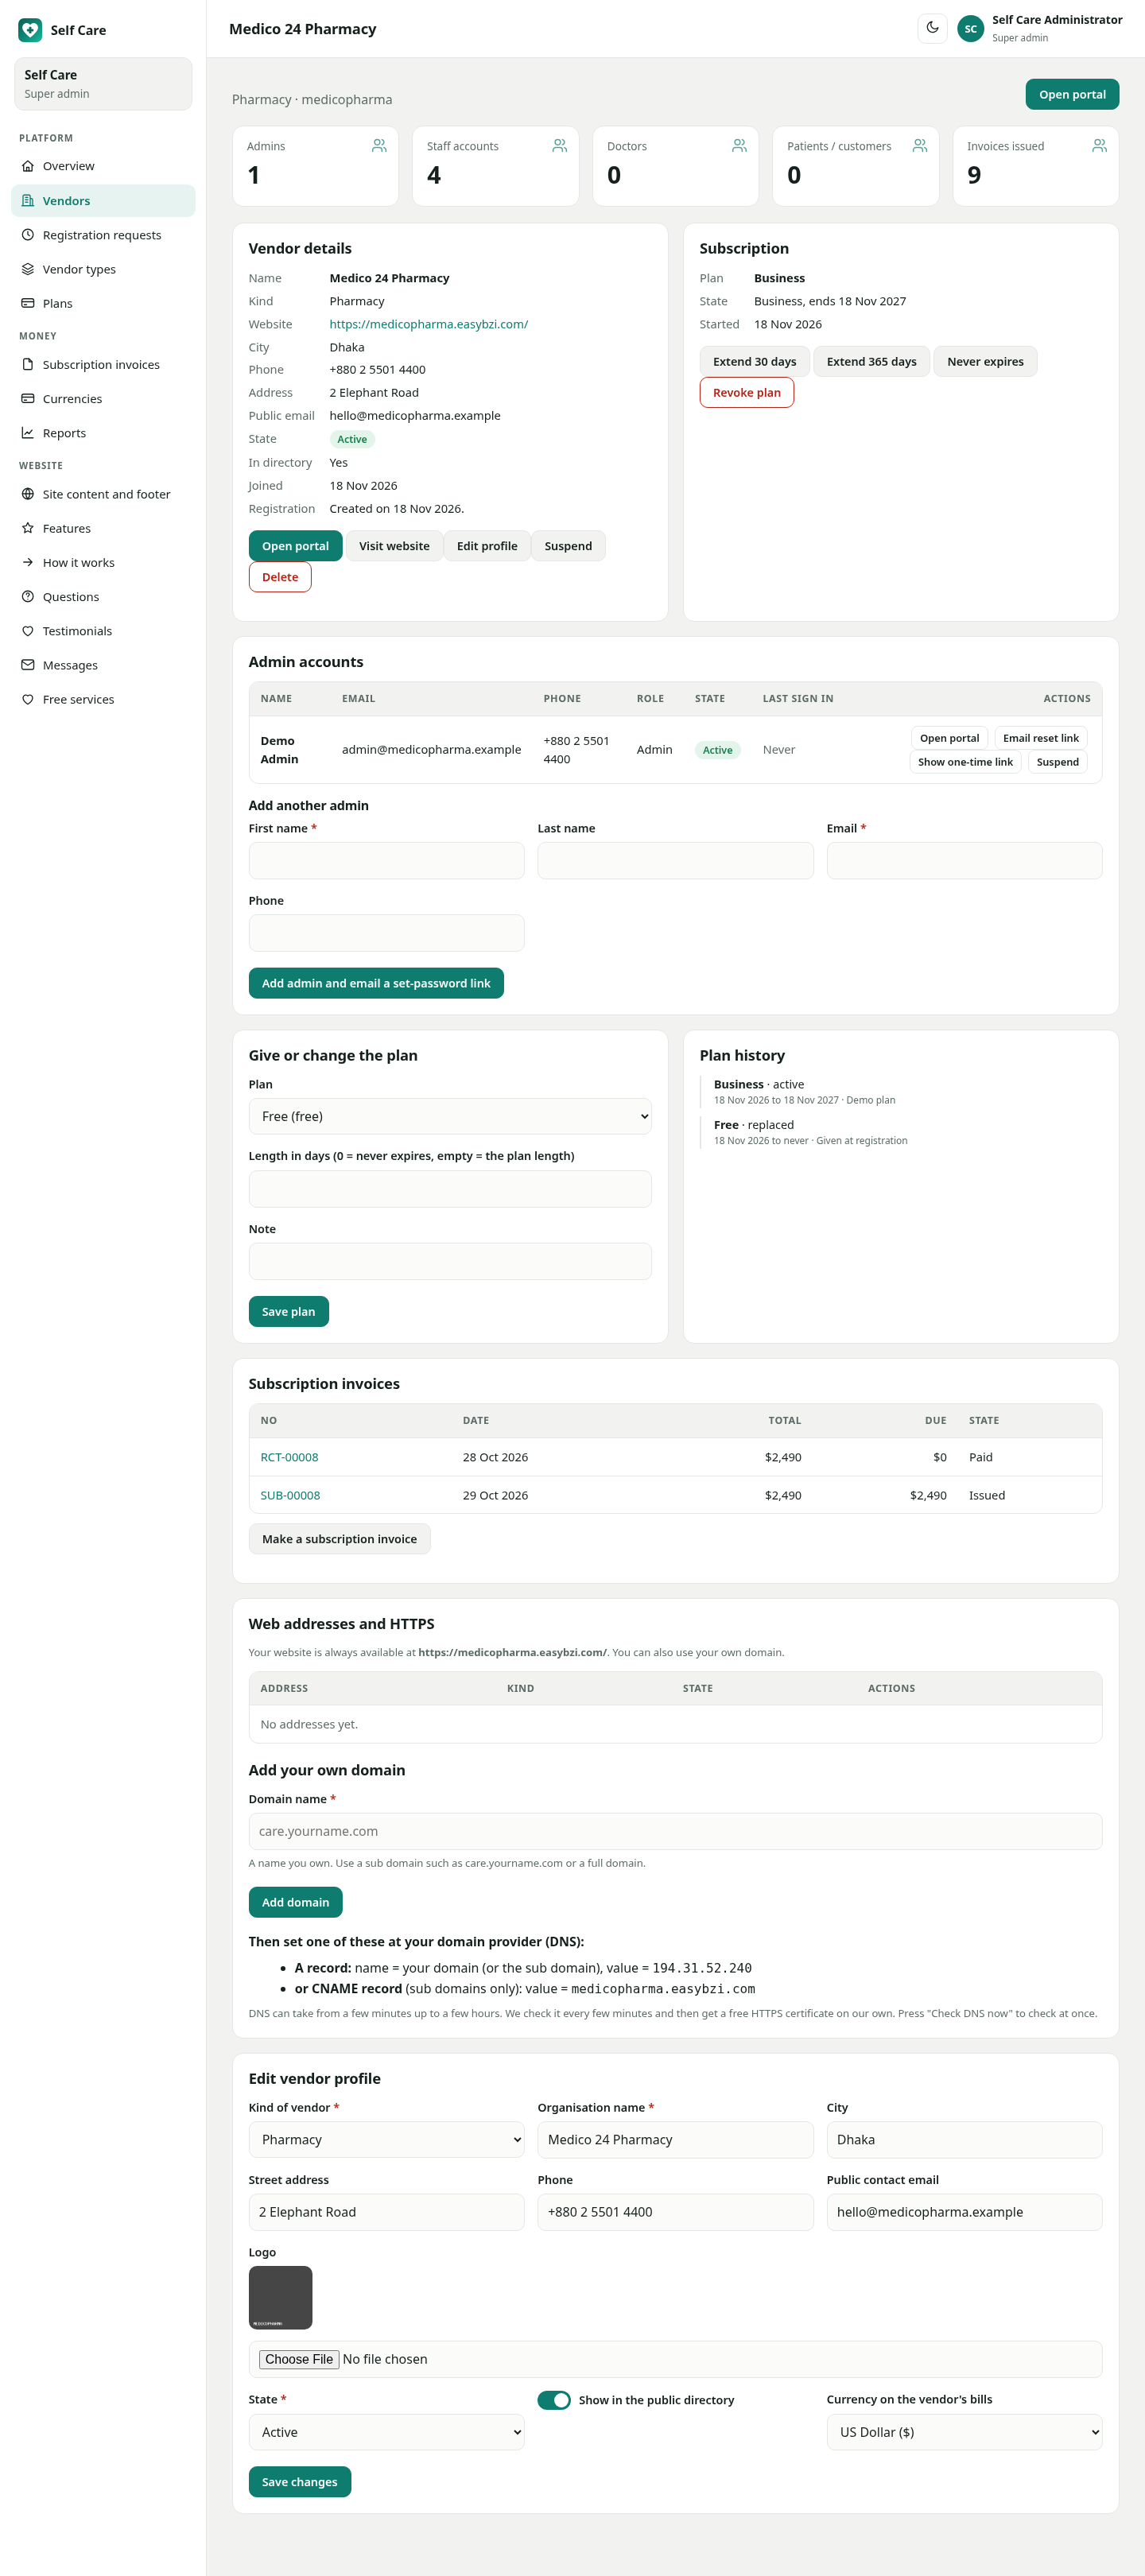 Self Care
Self Care
Super admin
PLATFORM
Overview
Vendors
Registration requests
Vendor types
Plans
MONEY
Subscription invoices
Currencies
Reports
WEBSITE
Site content and footer
Features
How it works
Questions
Testimonials
Messages
Free services
Medico 24 Pharmacy
SC
Self Care Administrator
Super admin
Pharmacy · medicopharma
Open portal
Admins
1
Staff accounts
4
Doctors
0
Patients / customers
0
Invoices issued
9
Vendor details
Name Medico 24 Pharmacy
Kind Pharmacy
Website https://medicopharma.easybzi.com/
City Dhaka
Phone +880 2 5501 4400
Address 2 Elephant Road
Public email hello@medicopharma.example
State Active
In directory Yes
Joined 18 Nov 2026
Registration Created on 18 Nov 2026.
Open portal Visit website Edit profile Suspend
Delete
Subscription
Plan Business
State Business, ends 18 Nov 2027
Started 18 Nov 2026
Extend 30 days Extend 365 days Never expires
Revoke plan
Admin accounts
NAME EMAIL PHONE ROLE STATE LAST SIGN IN ACTIONS
Demo Admin admin@medicopharma.example +880 2 5501 4400 Admin Active Never
Open portal Email reset link
Show one-time link Suspend
Add another admin
First name * Last name Email *
Phone
Add admin and email a set-password link
Give or change the plan
Plan
Free (free)
Length in days (0 = never expires, empty = the plan length)
Note
Save plan
Plan history
Business · active
18 Nov 2026 to 18 Nov 2027 · Demo plan
Free · replaced
18 Nov 2026 to never · Given at registration
Subscription invoices
NO DATE TOTAL DUE STATE
RCT-00008 28 Oct 2026 $2,490 $0 Paid
SUB-00008 29 Oct 2026 $2,490 $2,490 Issued
Make a subscription invoice
Web addresses and HTTPS
Your website is always available at https://medicopharma.easybzi.com/. You can also use your own domain.
ADDRESS KIND STATE ACTIONS
No addresses yet.
Add your own domain
Domain name *
care.yourname.com
A name you own. Use a sub domain such as care.yourname.com or a full domain.
Add domain
Then set one of these at your domain provider (DNS):
• A record: name = your domain (or the sub domain), value = 194.31.52.240
• or CNAME record (sub domains only): value = medicopharma.easybzi.com
DNS can take from a few minutes up to a few hours. We check it every few minutes and then get a free HTTPS certificate on our own. Press "Check DNS now" to check at once.
Edit vendor profile
Kind of vendor * Organisation name * City
Pharmacy Medico 24 Pharmacy Dhaka
Street address Phone Public contact email
2 Elephant Road +880 2 5501 4400 hello@medicopharma.example
Logo
Choose File No file chosen
State * Show in the public directory Currency on the vendor's bills
Active US Dollar ($)
Save changes